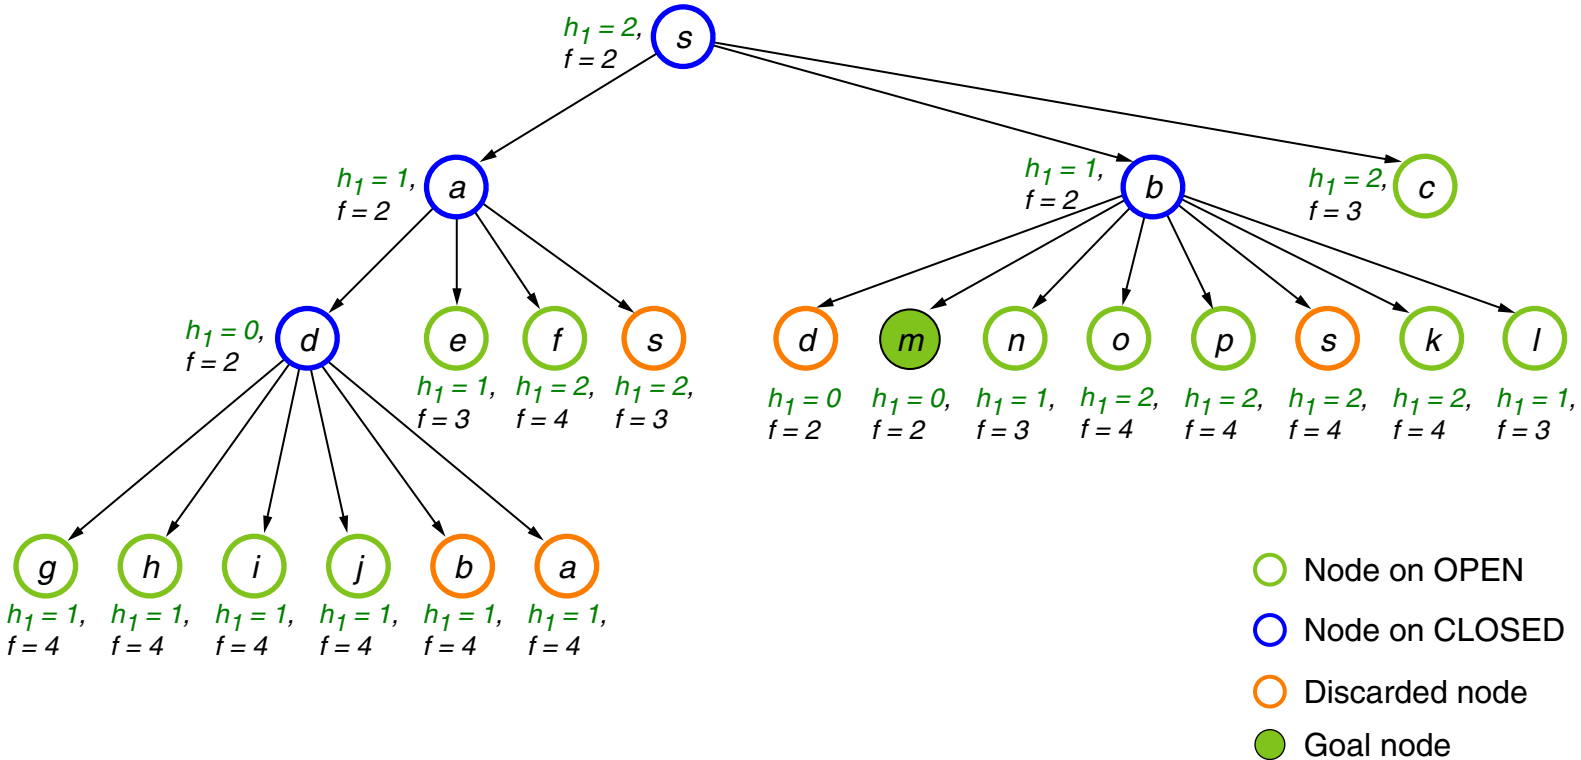 h1 = 2,
f = 2
s
h1 = 1,
f = 2
a
h1 = 1,
f = 2
b
h1 = 2,
f = 3
c
h1 = 0,
f = 2
d
e
f
s
d
m
n
o
p
s
k
l
h1 = 1,
f = 3
h1 = 2,
f = 4
h1 = 2,
f = 3
h1 = 0
f = 2
h1 = 0,
f = 2
h1 = 1,
f = 3
h1 = 2,
f = 4
h1 = 2,
f = 4
h1 = 2,
f = 4
h1 = 2,
f = 4
h1 = 1,
f = 3
g
h
i
j
b
a
h1 = 1,
f = 4
h1 = 1,
f = 4
h1 = 1,
f = 4
h1 = 1,
f = 4
h1 = 1,
f = 4
h1 = 1,
f = 4
Node on OPEN
Node on CLOSED
Discarded node
Goal node